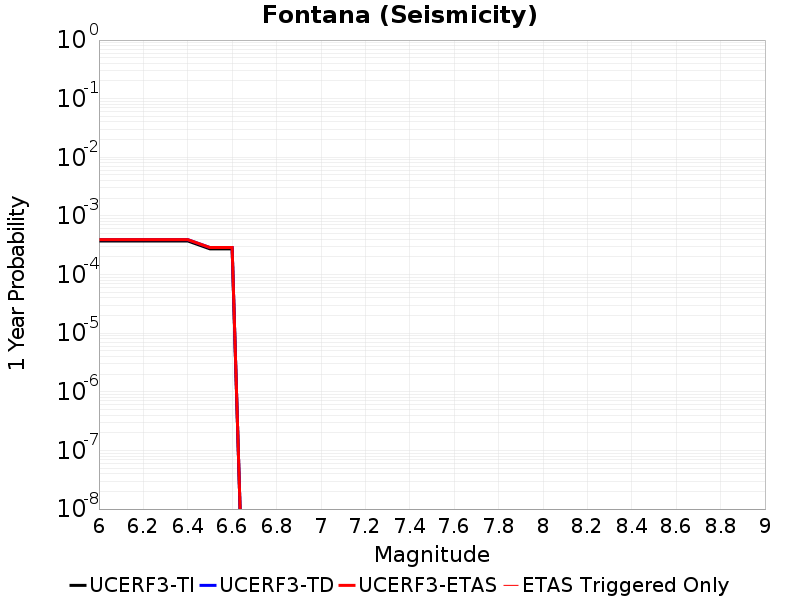 Fontana (Seismicity)
10^0
10^-1
10^-2
10^-3
10^-4
10^-5
10^-6
10^-7
10^-8
1 Year Probability
6 6.2 6.4 6.6 6.8 7 7.2 7.4 7.6 7.8 8 8.2 8.4 8.6 8.8 9
Magnitude
UCERF3-TI UCERF3-TD UCERF3-ETAS ETAS Triggered Only